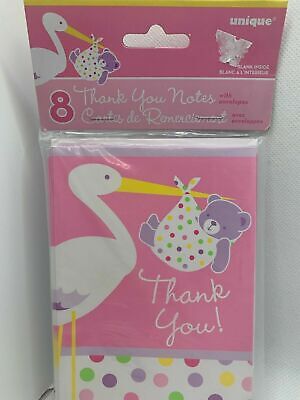 unique®
BLANK INSIDE
BLANC À L'INTÉRIEUR
8 Thank You Notes with envelopes
Cartes de Remerciement avec enveloppes
Thank
You!